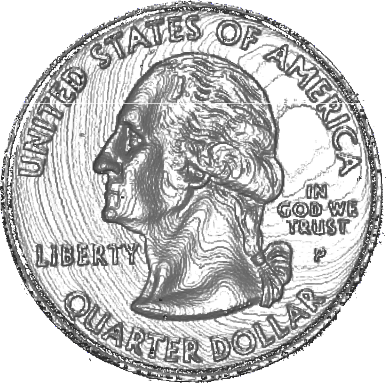 UNITED STATES OF AMERICA
LIBERTY
IN
GOD WE
TRUST
P
QUARTER DOLLAR